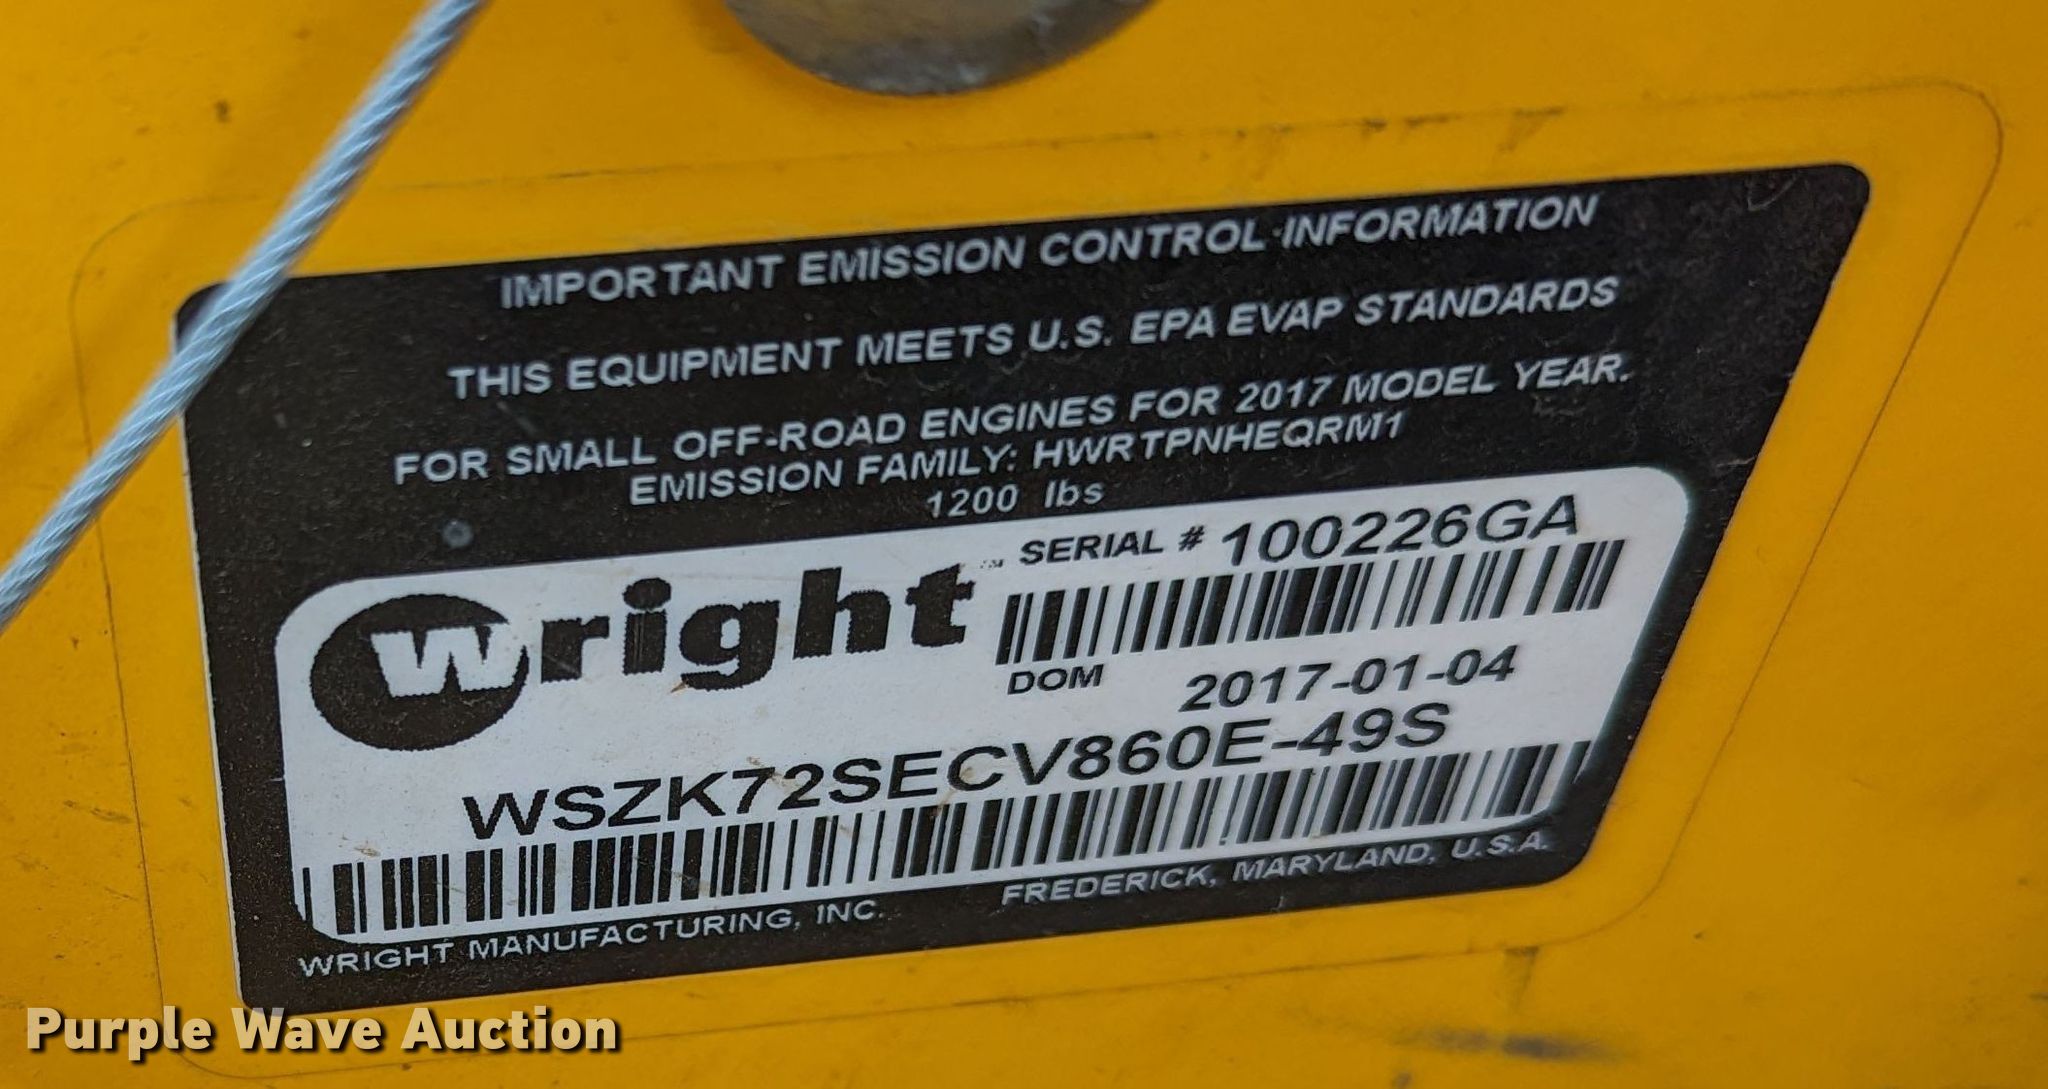 IMPORTANT EMISSION CONTROL INFORMATION
THIS EQUIPMENT MEETS U.S. EPA EVAP STANDARDS
FOR SMALL OFF-ROAD ENGINES FOR 2017 MODEL YEAR.
EMISSION FAMILY: HWRTPNHEQRM1
1200 lbs
wright™ SERIAL # 100226GA
DOM 2017-01-04
WSZK72SECV860E-49S
WRIGHT MANUFACTURING, INC. FREDERICK, MARYLAND, U.S.A.
Purple Wave Auction